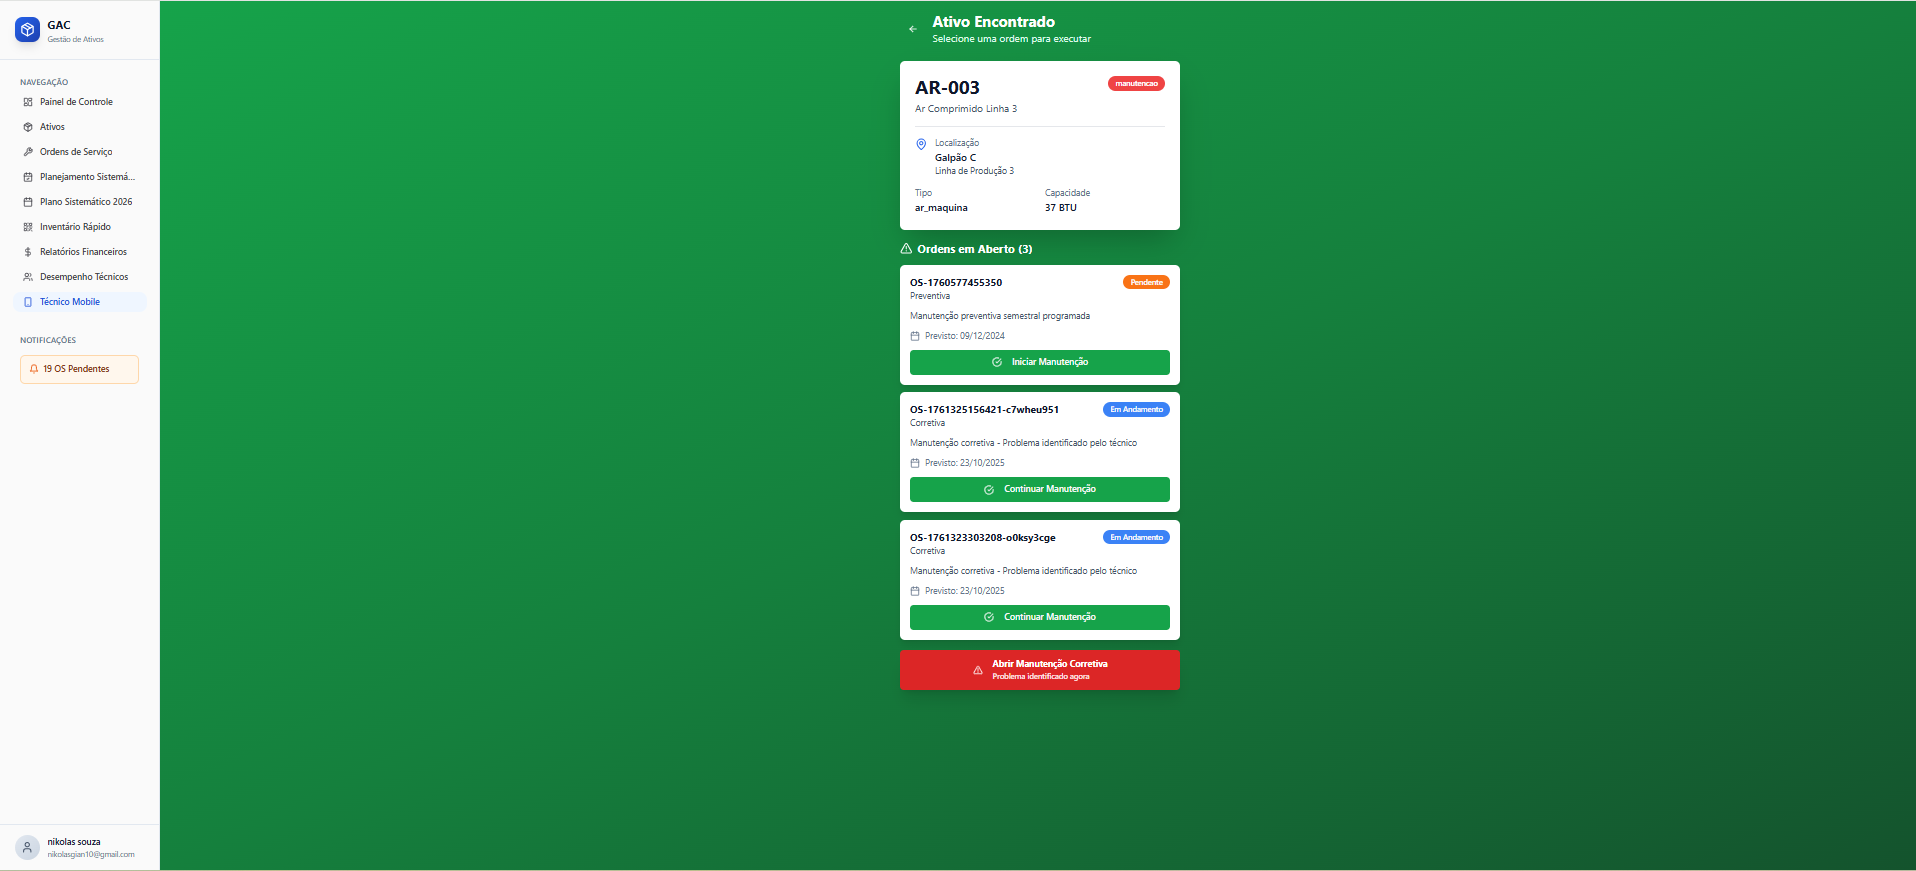 GAC
Gestão de Ativos
NAVEGAÇÃO
Painel de Controle
Ativos
Ordens de Serviço
Planejamento Sistemá...
Plano Sistemático 2026
Inventário Rápido
Relatórios Financeiros
Desempenho Técnicos
Técnico Mobile
NOTIFICAÇÕES
19 OS Pendentes
nikolas souza
nikolasgian10@gmail.com
Ativo Encontrado
Selecione uma ordem para executar
AR-003
manutencao
Ar Comprimido Linha 3
Localização
Galpão C
Linha de Produção 3
Tipo
Capacidade
ar_maquina
37 BTU
Ordens em Aberto (3)
OS-1760577455350
Pendente
Preventiva
Manutenção preventiva semestral programada
Previsto: 09/12/2024
Iniciar Manutenção
OS-1761325156421-c7wheu951
Em Andamento
Corretiva
Manutenção corretiva - Problema identificado pelo técnico
Previsto: 23/10/2025
Continuar Manutenção
OS-1761323303208-o0ksy3cge
Em Andamento
Corretiva
Manutenção corretiva - Problema identificado pelo técnico
Previsto: 23/10/2025
Continuar Manutenção
Abrir Manutenção Corretiva
Problema identificado agora